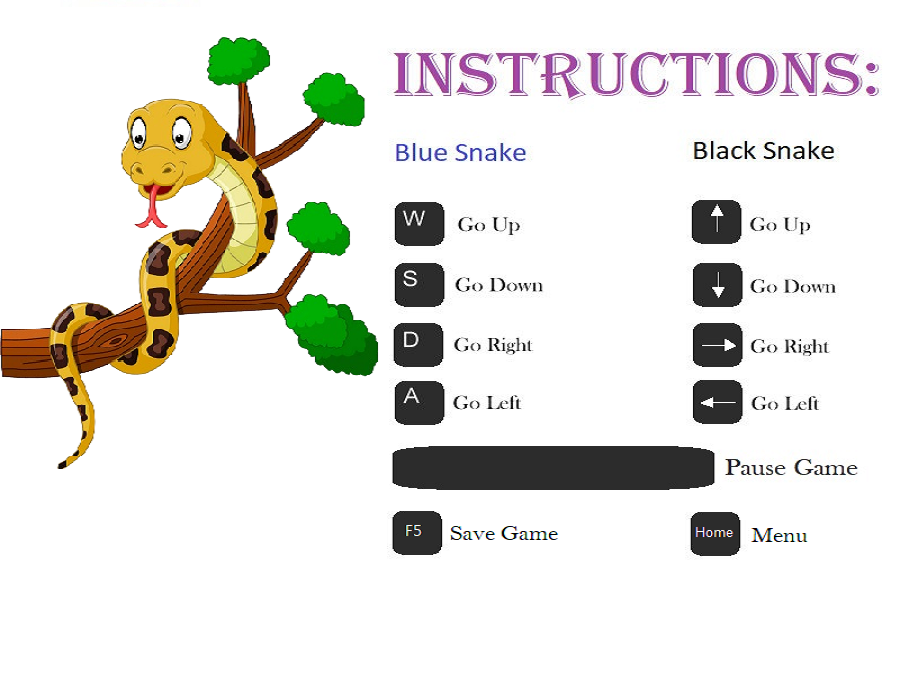 INSTRUCTIONS:
Blue Snake Black Snake
W Go Up ↑ Go Up
S Go Down ↓ Go Down
D Go Right → Go Right
A Go Left ← Go Left
Pause Game
F5 Save Game Home Menu